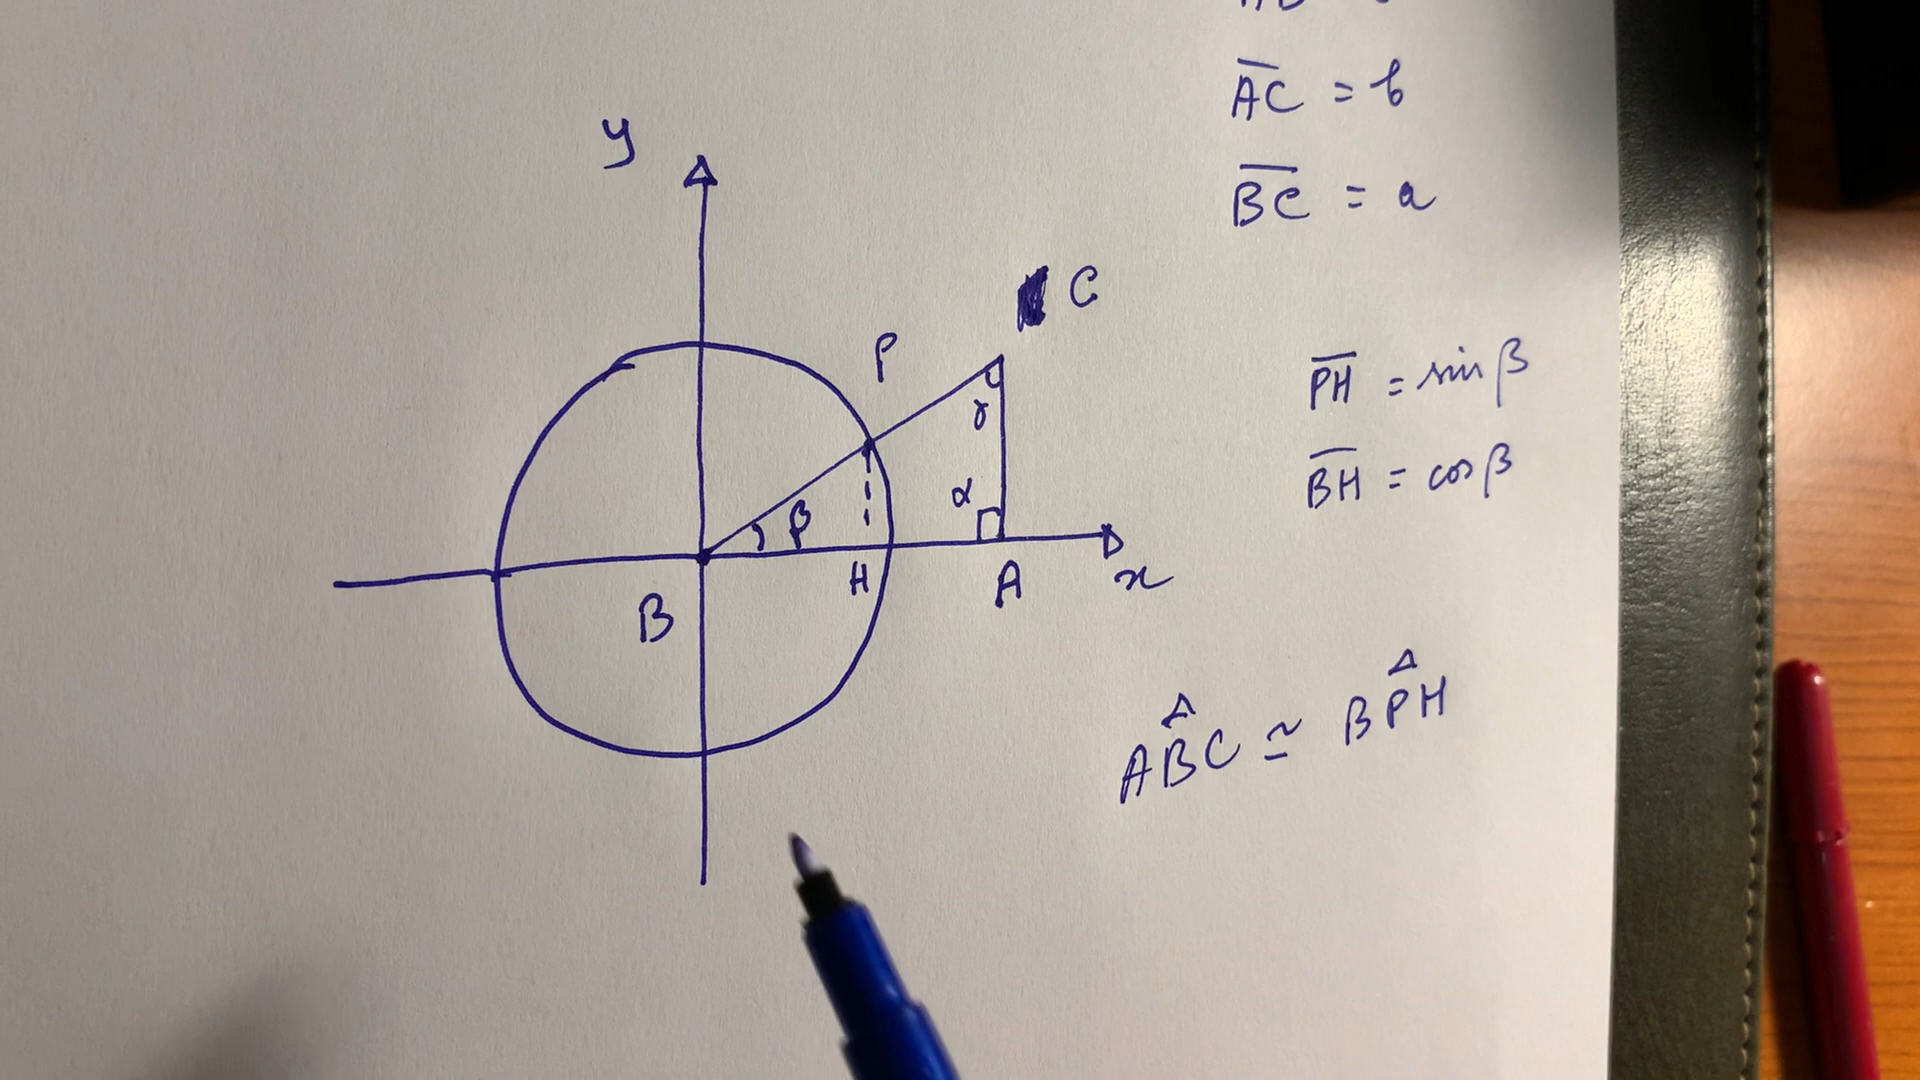 AC = b
BC = a
y
C
P
PH = sin β
γ
BH = cos β
α
β
H
A
x
B
ABC ≃ BPH